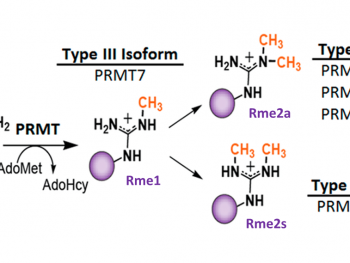 Type III Isoform
PRMT7
H2 PRMT
AdoMet
AdoHcy
CH3
H2N + NH
NH
Rme1
CH3
H2N + N-CH3
NH
Rme2a
CH3 CH3
HN + NH
NH
Rme2s
Type
PRM
PRM
PRM
Type
PRM